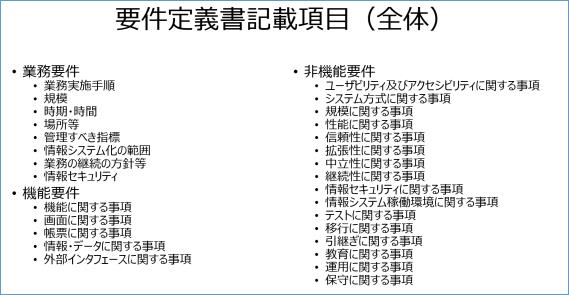 要件定義書記載項目（全体）
• 業務要件
• 業務実施手順
• 規模
• 時期・時間
• 場所等
• 管理すべき指標
• 情報システム化の範囲
• 業務の継続の方針等
• 情報セキュリティ
• 機能要件
• 機能に関する事項
• 画面に関する事項
• 帳票に関する事項
• 情報・データに関する事項
• 外部インタフェースに関する事項
• 非機能要件
• ユーザビリティ及びアクセシビリティに関する事項
• システム方式に関する事項
• 規模に関する事項
• 性能に関する事項
• 信頼性に関する事項
• 拡張性に関する事項
• 中立性に関する事項
• 継続性に関する事項
• 情報セキュリティに関する事項
• 情報システム稼働環境に関する事項
• テストに関する事項
• 移行に関する事項
• 引継ぎに関する事項
• 教育に関する事項
• 運用に関する事項
• 保守に関する事項